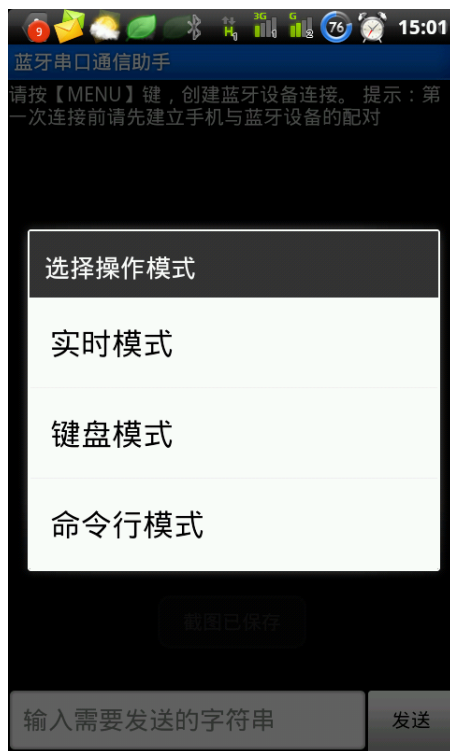 9
3G
G
76
15:01
蓝牙串口通信助手
请按【MENU】键，创建蓝牙设备连接。 提示：第
一次连接前请先建立手机与蓝牙设备的配对
选择操作模式
实时模式
键盘模式
命令行模式
截图已保存
输入需要发送的字符串
发送